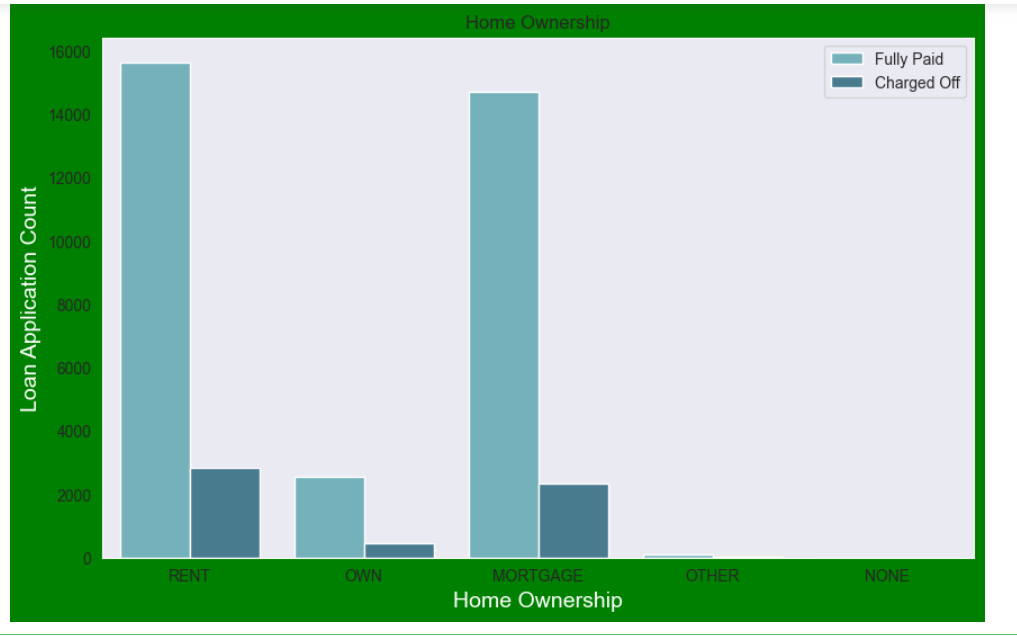 Home Ownership
Fully Paid
Charged Off
Loan Application Count
16000
14000
12000
10000
8000
6000
4000
2000
0
RENT
OWN
MORTGAGE
OTHER
NONE
Home Ownership